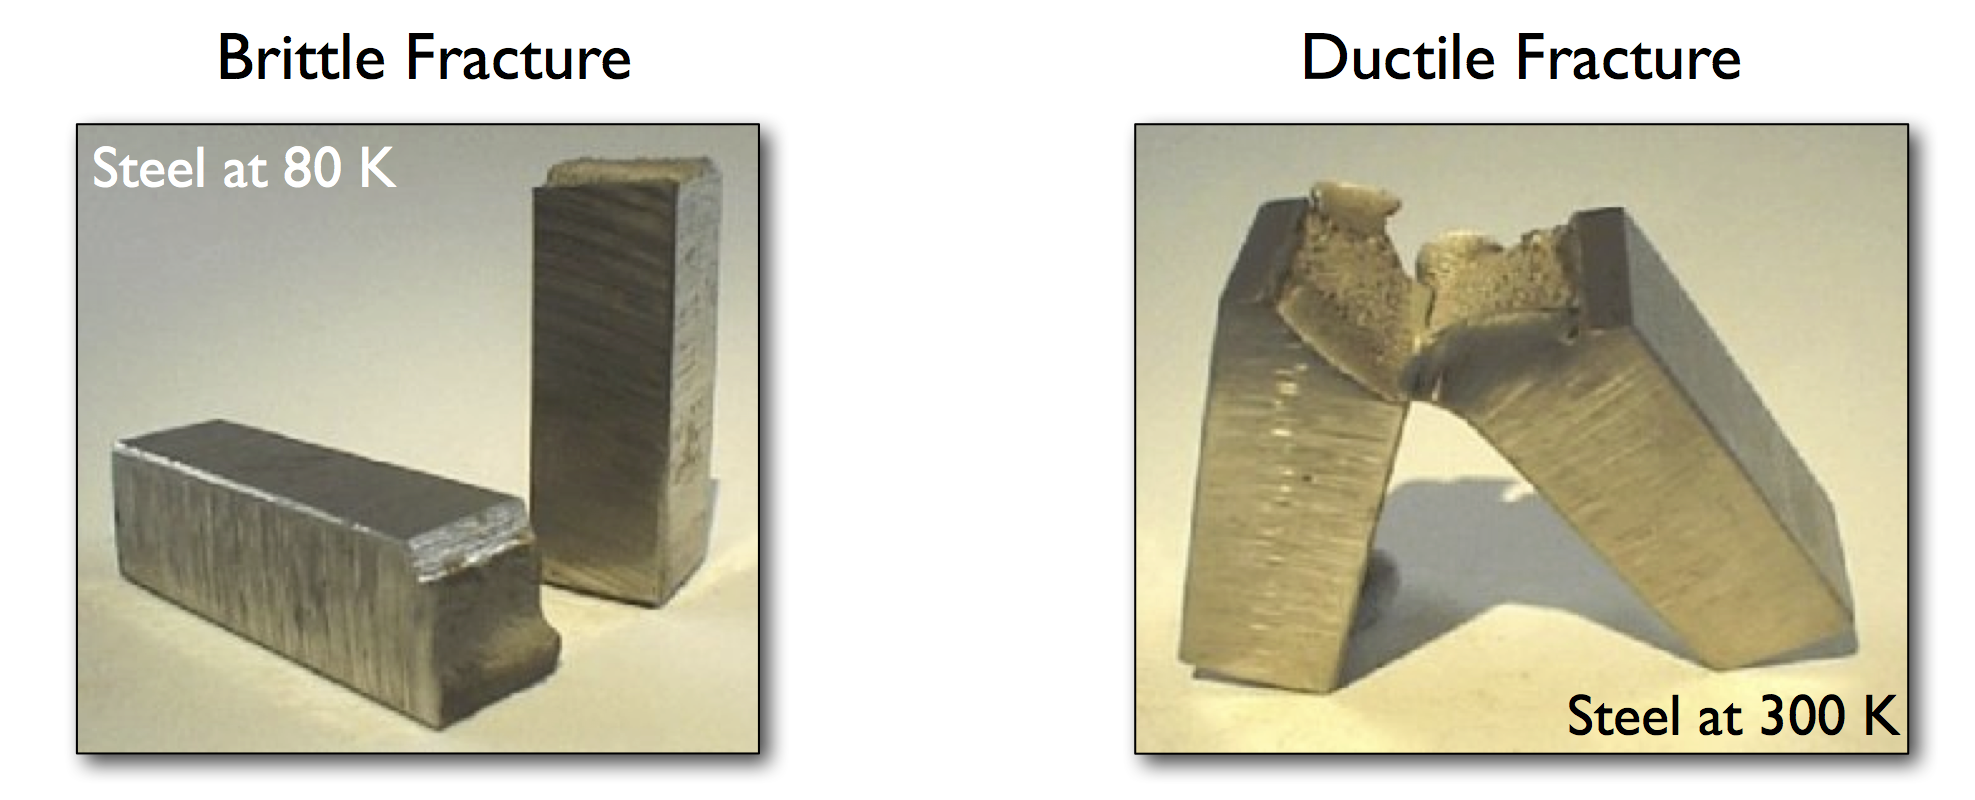 Brittle Fracture
Ductile Fracture
Steel at 80 K
Steel at 300 K